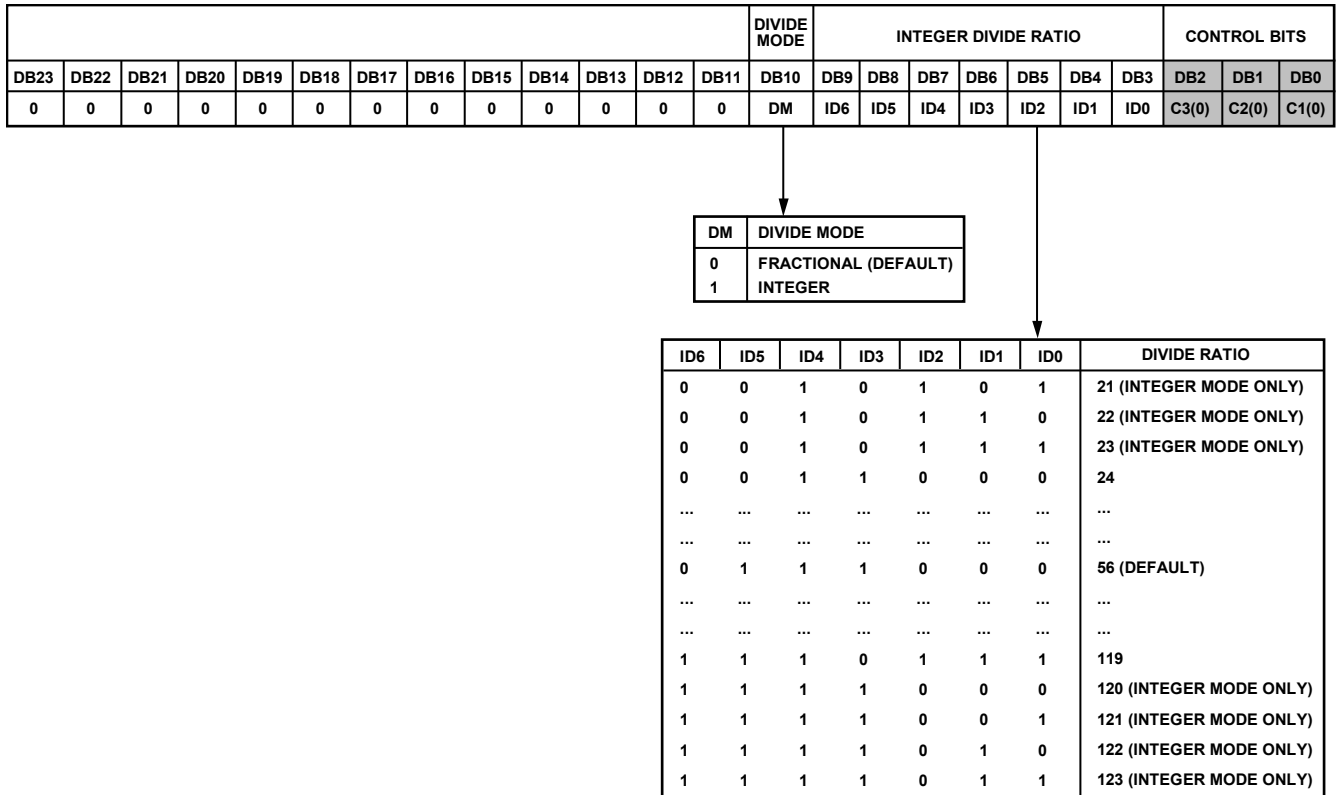 DIVIDE MODE INTEGER DIVIDE RATIO CONTROL BITS
DB23 DB22 DB21 DB20 DB19 DB18 DB17 DB16 DB15 DB14 DB13 DB12 DB11 DB10 DB9 DB8 DB7 DB6 DB5 DB4 DB3 DB2 DB1 DB0
0 0 0 0 0 0 0 0 0 0 0 0 0 DM ID6 ID5 ID4 ID3 ID2 ID1 ID0 C3(0) C2(0) C1(0)
DM DIVIDE MODE
0 FRACTIONAL (DEFAULT)
1 INTEGER
ID6 ID5 ID4 ID3 ID2 ID1 ID0 DIVIDE RATIO
0 0 1 0 1 0 1 21 (INTEGER MODE ONLY)
0 0 1 0 1 1 0 22 (INTEGER MODE ONLY)
0 0 1 0 1 1 1 23 (INTEGER MODE ONLY)
0 0 1 1 0 0 0 24
... ... ... ... ... ... ... ...
... ... ... ... ... ... ... ...
0 1 1 1 0 0 0 56 (DEFAULT)
... ... ... ... ... ... ... ...
... ... ... ... ... ... ... ...
1 1 1 0 1 1 1 119
1 1 1 1 0 0 0 120 (INTEGER MODE ONLY)
1 1 1 1 0 0 1 121 (INTEGER MODE ONLY)
1 1 1 1 0 1 0 122 (INTEGER MODE ONLY)
1 1 1 1 0 1 1 123 (INTEGER MODE ONLY)